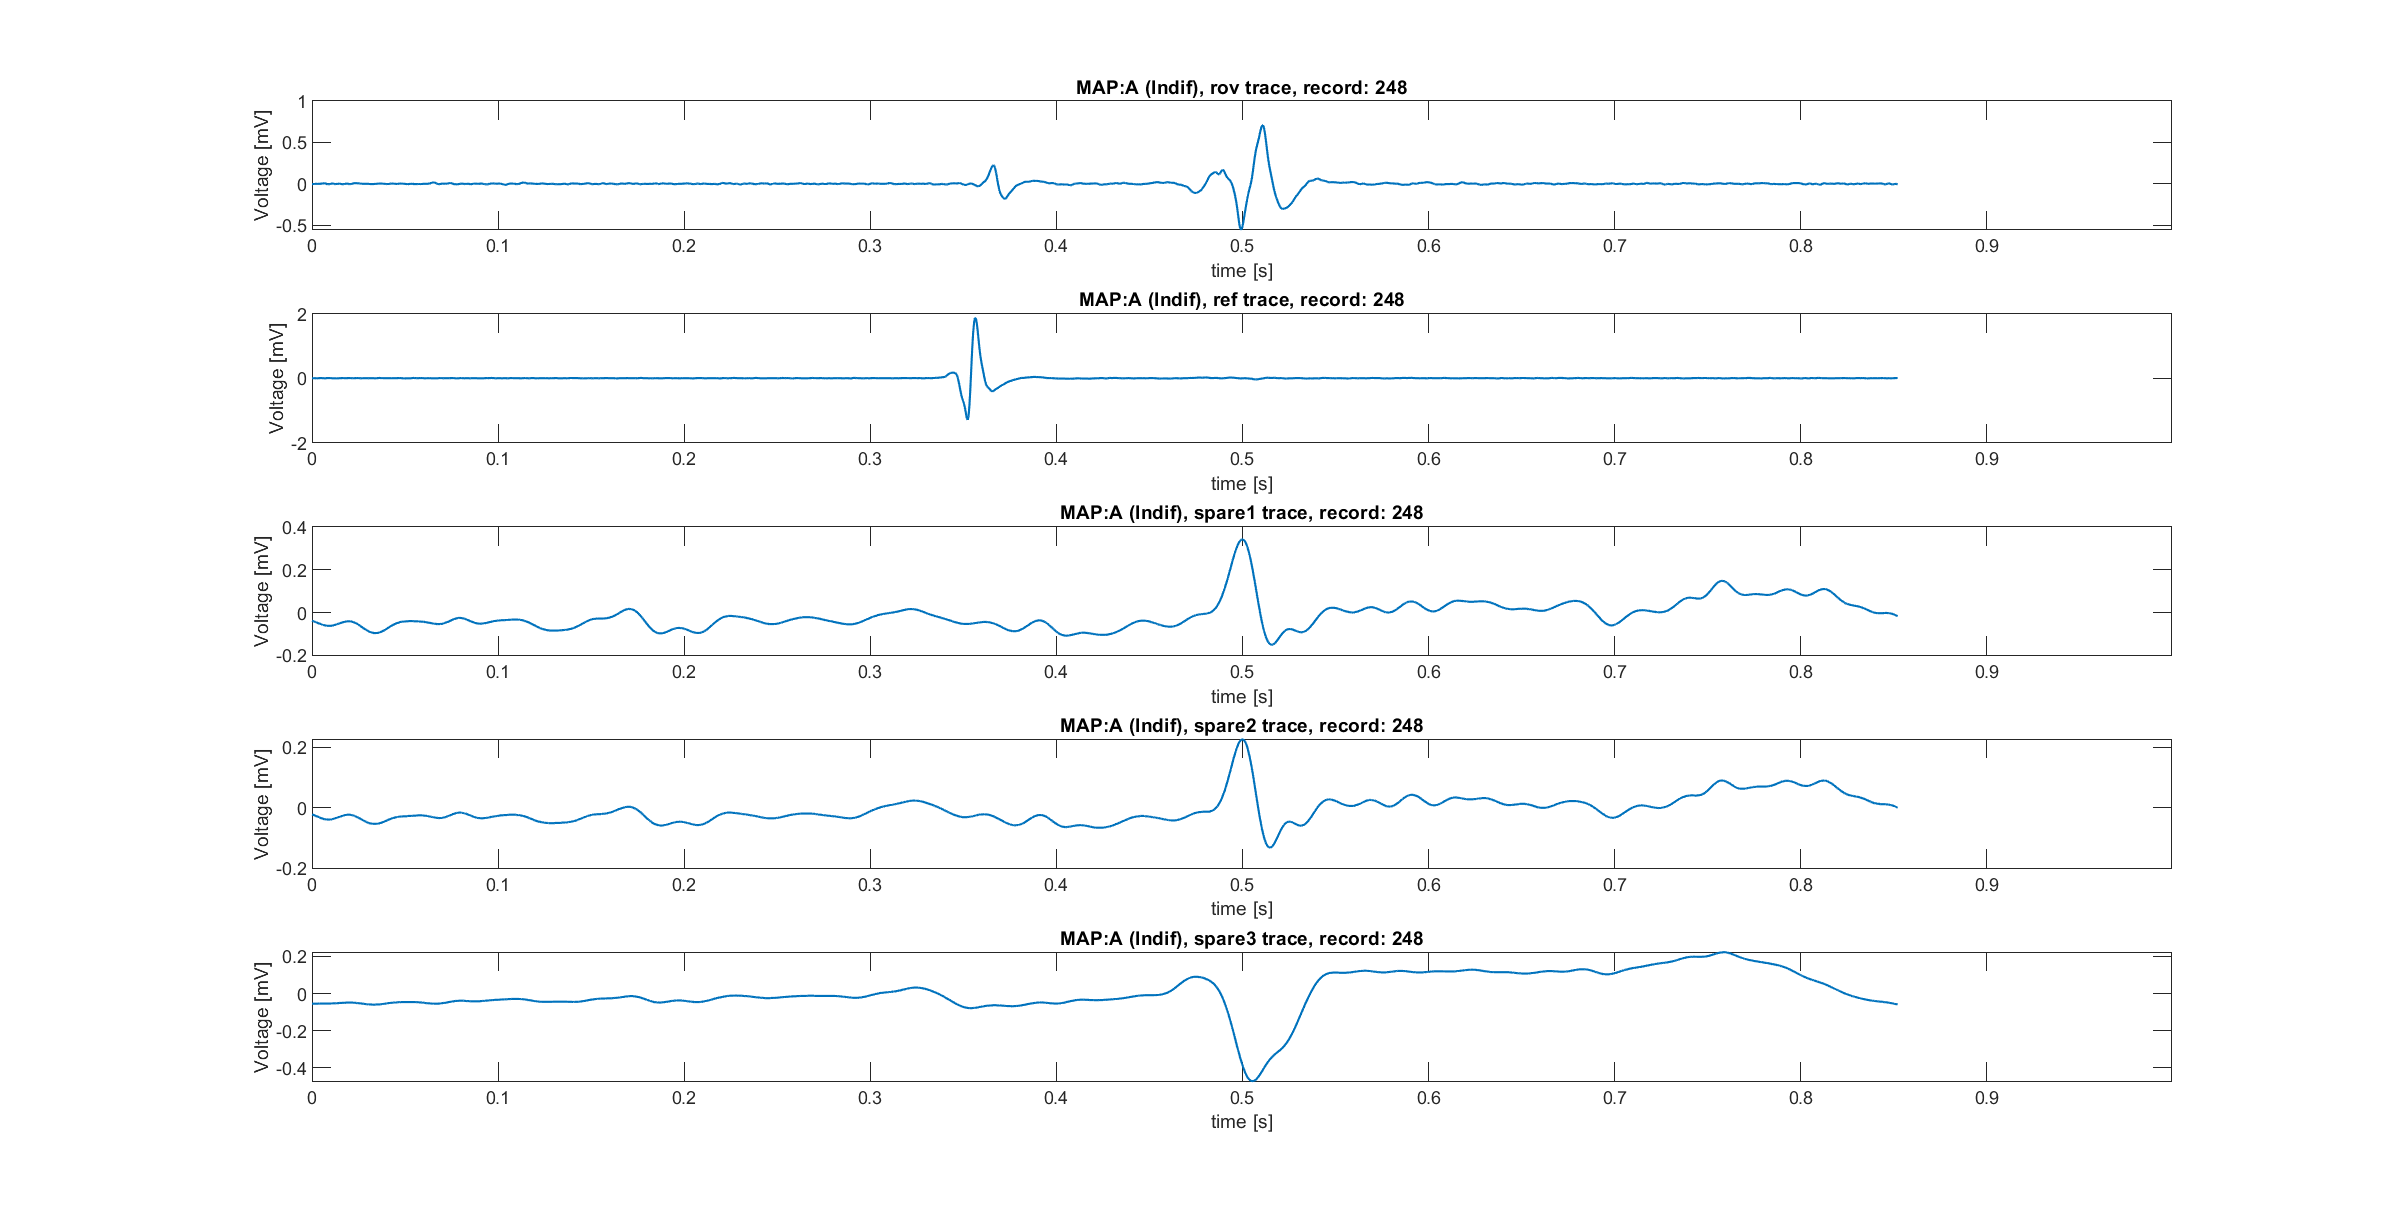 MAP:A (Indif), rov trace, record: 248
Voltage [mV]
1
0.5
0
-0.5
0 0.1 0.2 0.3 0.4 0.5 0.6 0.7 0.8 0.9
time [s]
MAP:A (Indif), ref trace, record: 248
Voltage [mV]
2
0
-2
0 0.1 0.2 0.3 0.4 0.5 0.6 0.7 0.8 0.9
time [s]
MAP:A (Indif), spare1 trace, record: 248
Voltage [mV]
0.4
0.2
0
-0.2
0 0.1 0.2 0.3 0.4 0.5 0.6 0.7 0.8 0.9
time [s]
MAP:A (Indif), spare2 trace, record: 248
Voltage [mV]
0.2
0
-0.2
0 0.1 0.2 0.3 0.4 0.5 0.6 0.7 0.8 0.9
time [s]
MAP:A (Indif), spare3 trace, record: 248
Voltage [mV]
0.2
0
-0.2
-0.4
0 0.1 0.2 0.3 0.4 0.5 0.6 0.7 0.8 0.9
time [s]